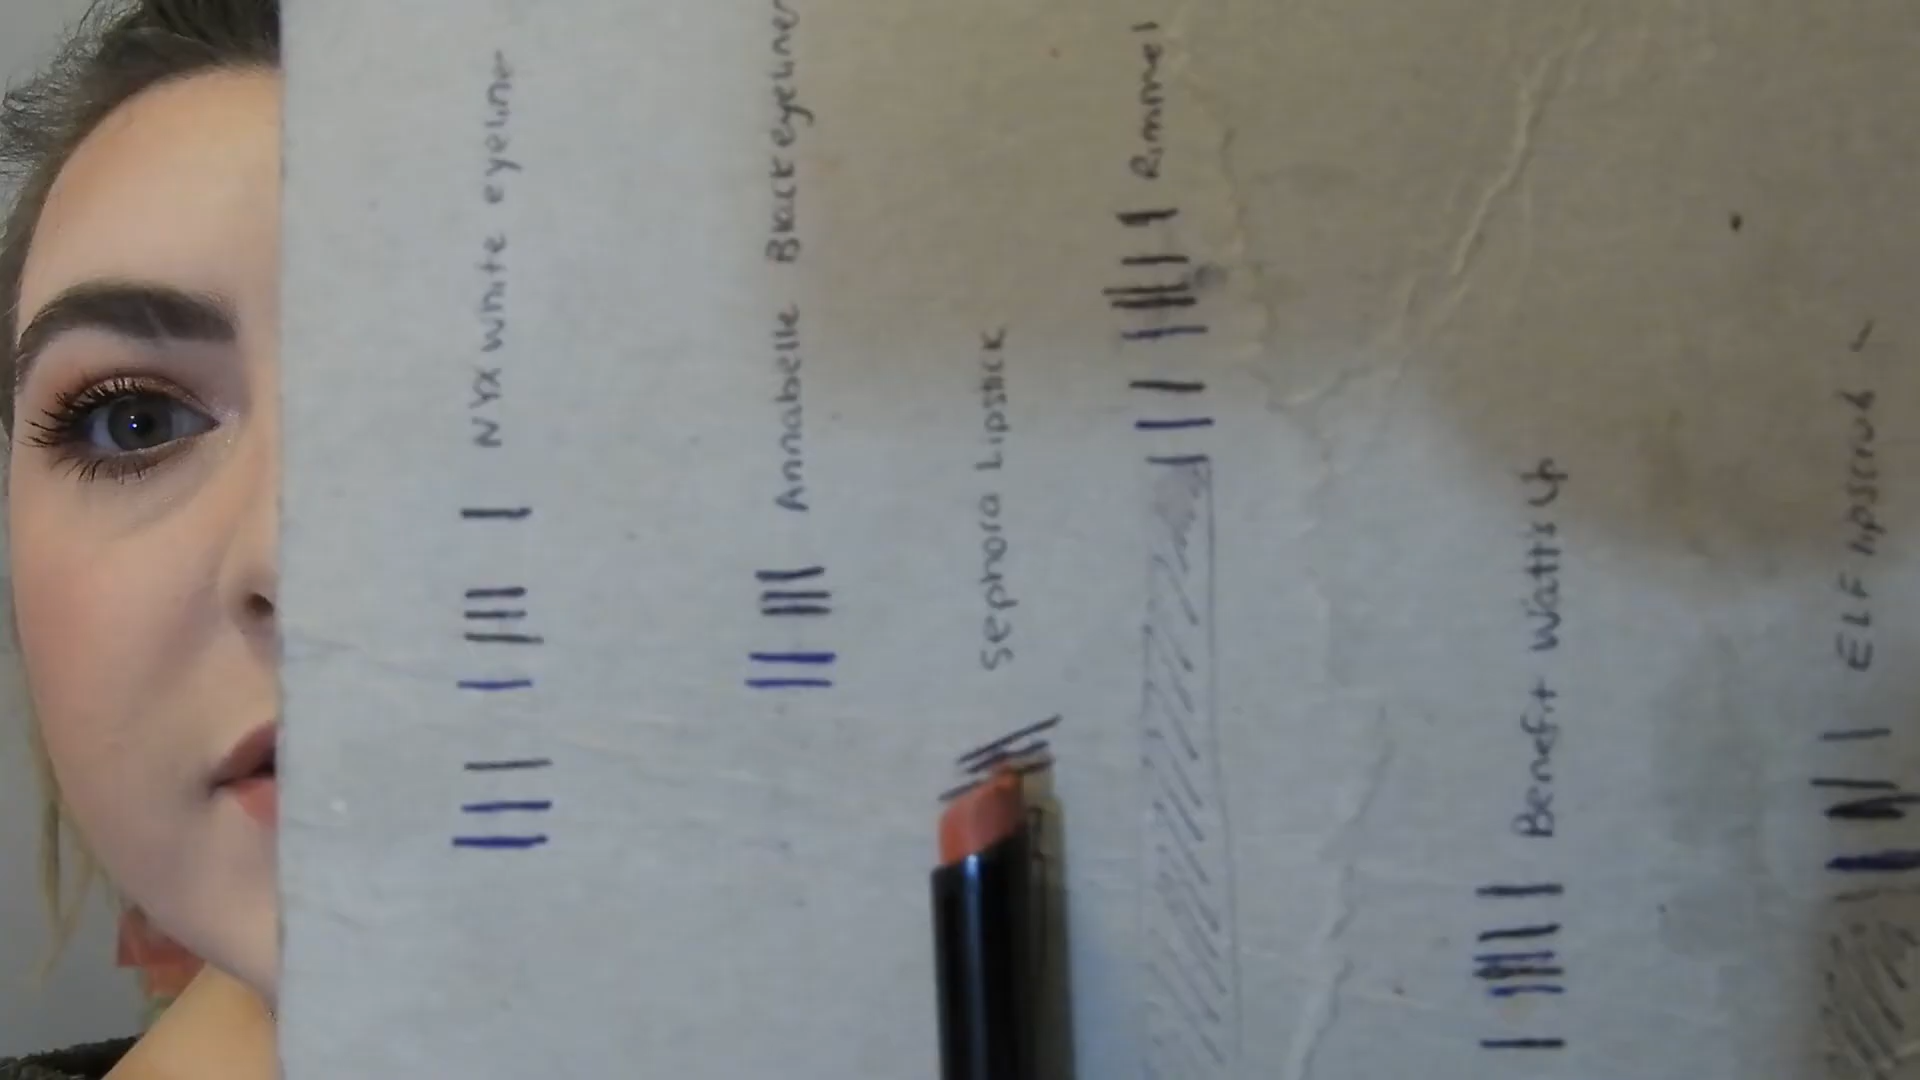 NYX White eyeliner
Annabelle Black eyeliner
Sephora Lipstick
Rimmel
Benefit Watt's Up
ELF lipscrub